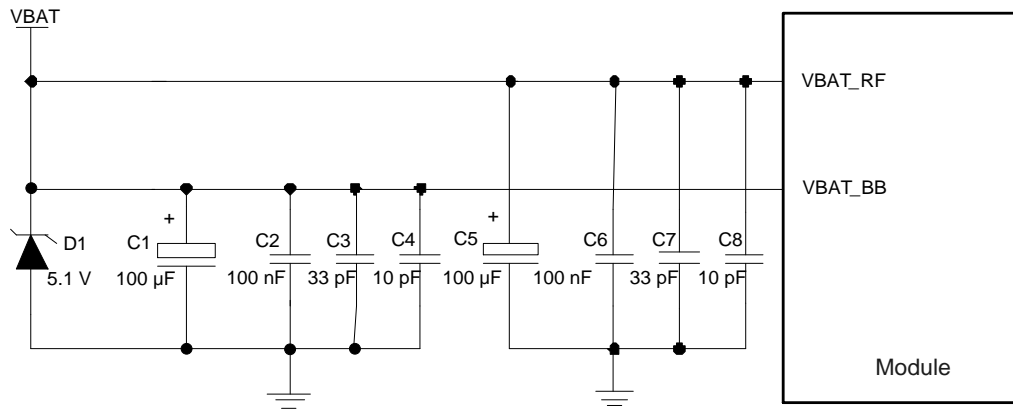 VBAT
VBAT_RF
VBAT_BB
+
+
D1
C1
C2
C3
C4
C5
C6
C7
C8
5.1 V
100 µF
100 nF
33 pF
10 pF
100 µF
100 nF
33 pF
10 pF
Module